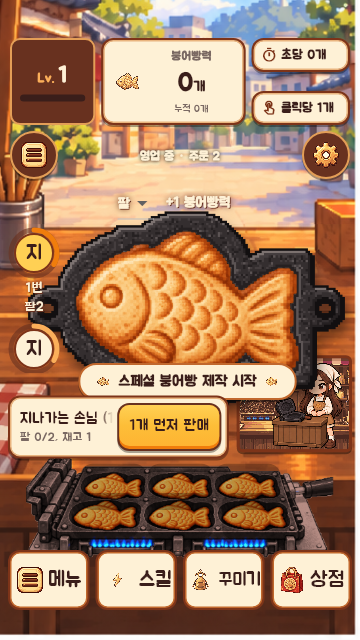 Lv.1
붕어빵력
0개
누적 0개
초당 0개
클릭당 1개
영업 중 · 주문 2
팥 +1 붕어빵력
지
1번
팥2
지
스페셜 붕어빵 제작 시작
지나가는 손님 (1
팥 0/2, 재고 1
1개 먼저 판매
메뉴
스킬
꾸미기
상점